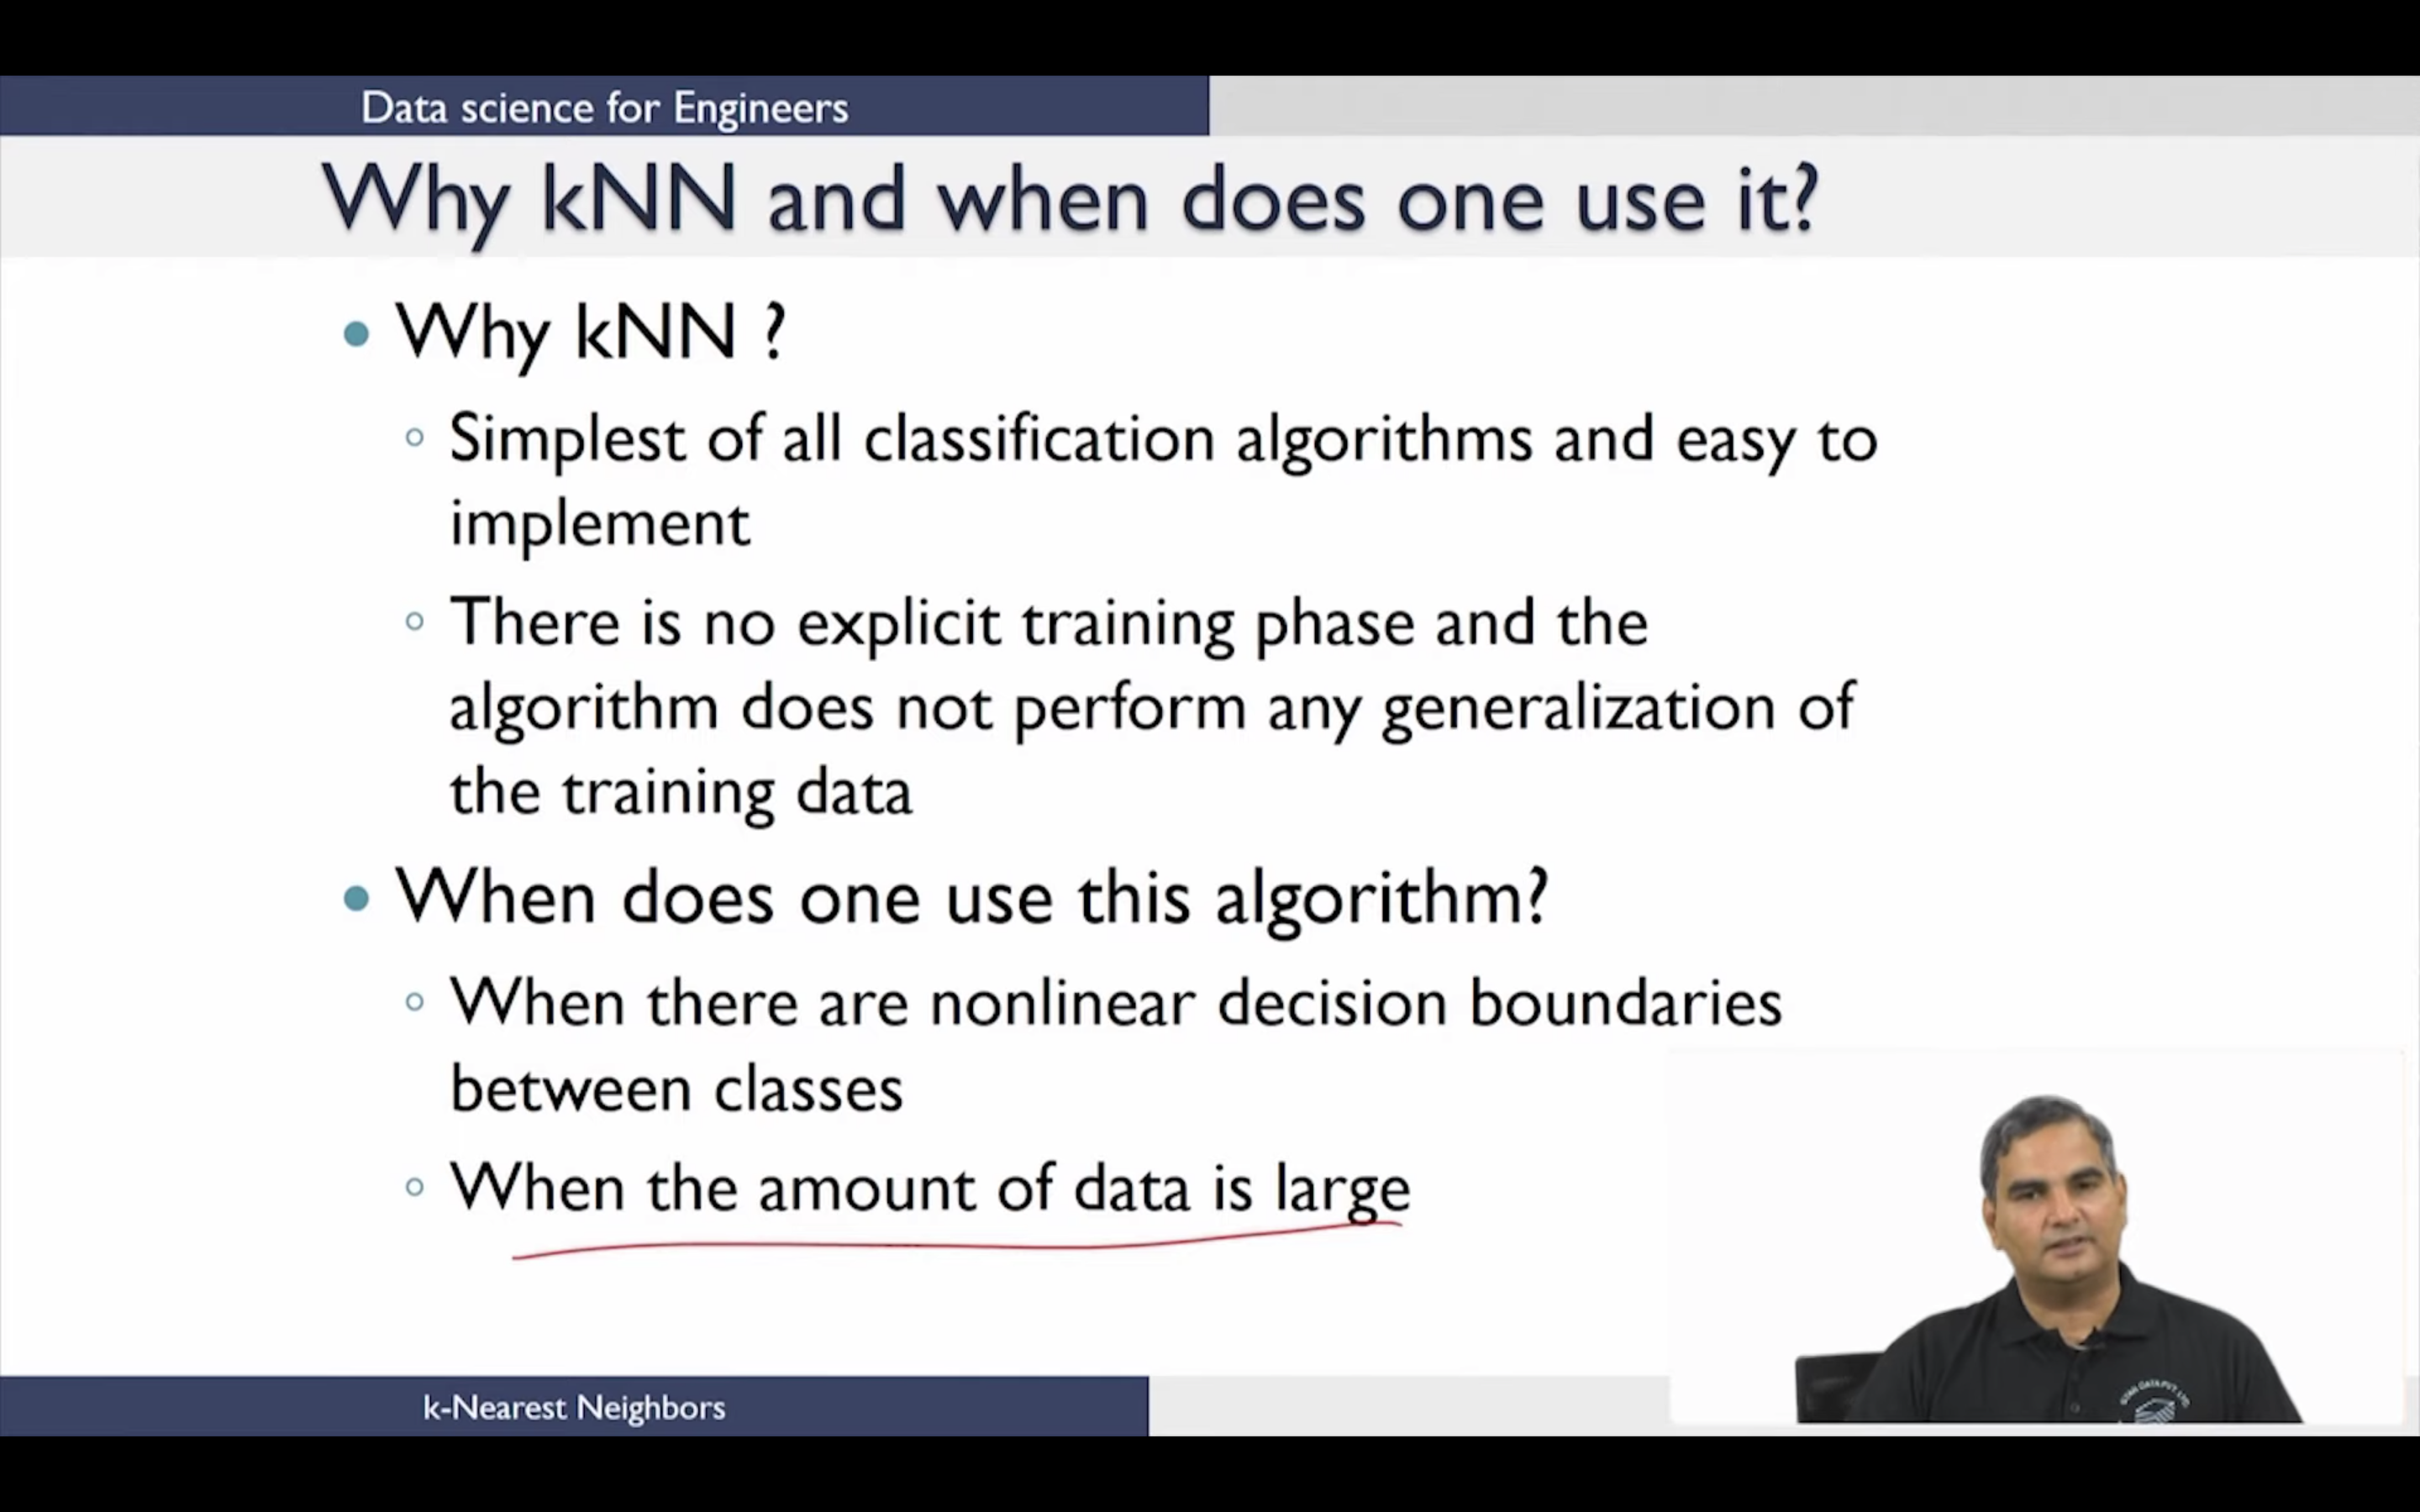 Data science for Engineers
Why kNN and when does one use it?
Why kNN ?
Simplest of all classification algorithms and easy to
implement
There is no explicit training phase and the
algorithm does not perform any generalization of
the training data
When does one use this algorithm?
When there are nonlinear decision boundaries
between classes
When the amount of data is large
k-Nearest Neighbors